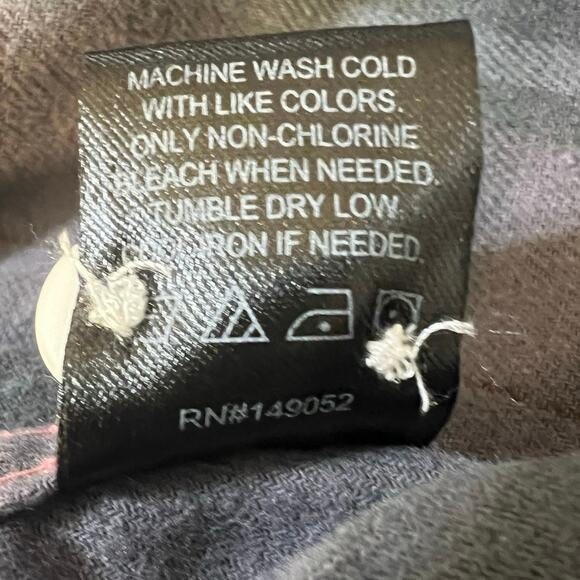 MACHINE WASH COLD
WITH LIKE COLORS.
ONLY NON-CHLORINE
BLEACH WHEN NEEDED.
TUMBLE DRY LOW.
IRON IF NEEDED.
RN#149052